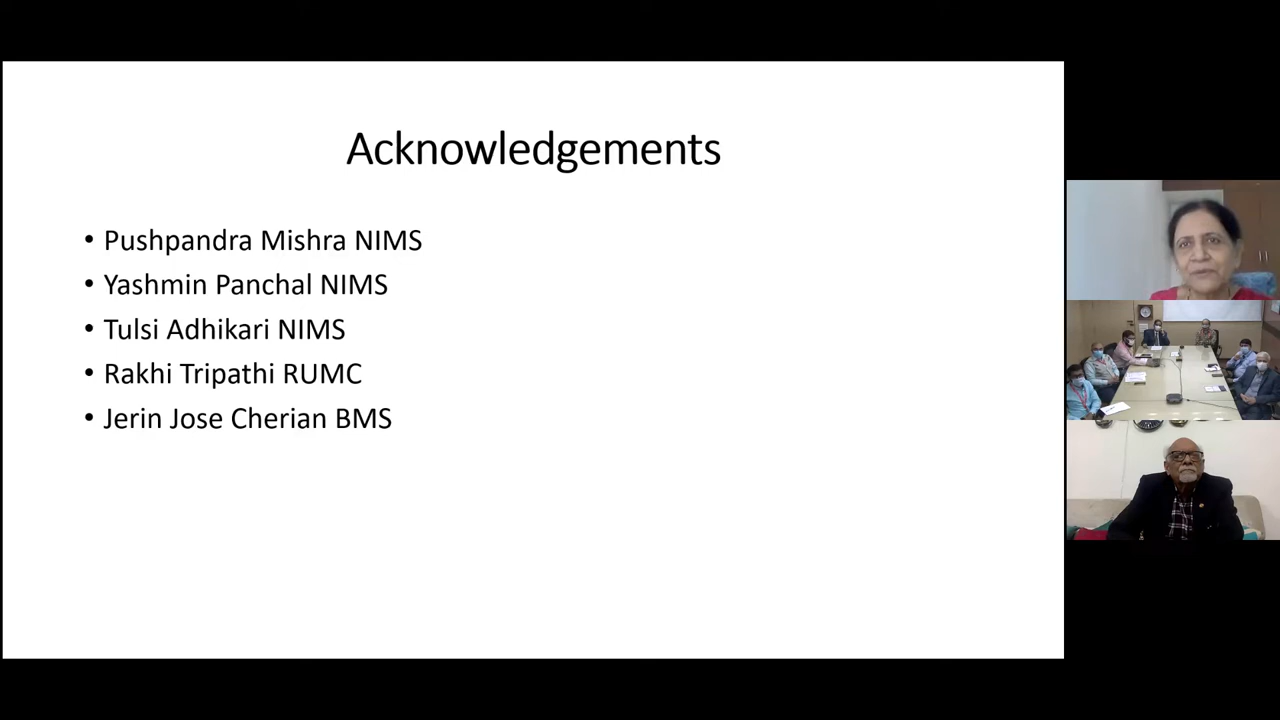 Acknowledgements
• Pushpandra Mishra NIMS
• Yashmin Panchal NIMS
• Tulsi Adhikari NIMS
• Rakhi Tripathi RUMC
• Jerin Jose Cherian BMS